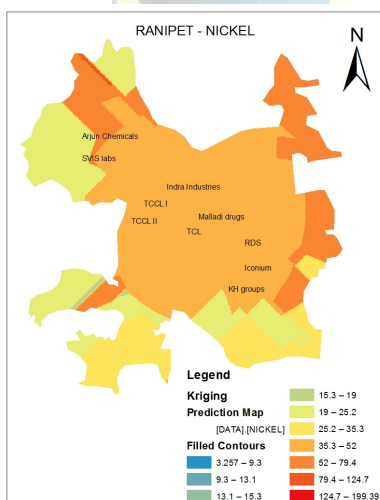 RANIPET - NICKEL
N
Arjun Chemicals
SVIS labs
Indra Industries
TCCL I
Malladi drugs
TCCL II
TCL
RDS
Iconium
KH groups
Legend
Kriging
Prediction Map
[DATA].[NICKEL]
Filled Contours
3.257 – 9.3
9.3 – 13.1
13.1 – 15.3
15.3 – 19
19 – 25.2
25.2 – 35.3
35.3 – 52
52 – 79.4
79.4 – 124.7
124.7 – 199.39